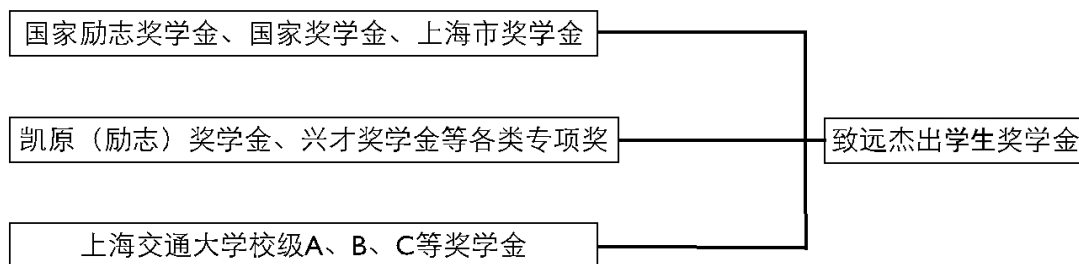 国家励志奖学金、国家奖学金、上海市奖学金
凯原（励志）奖学金、兴才奖学金等各类专项奖
致远杰出学生奖学金
上海交通大学校级A、B、C等奖学金